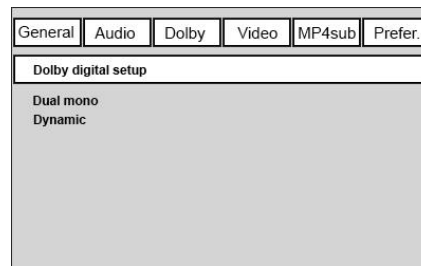 General Audio Dolby Video MP4sub Prefer.
Dolby digital setup
Dual mono
Dynamic